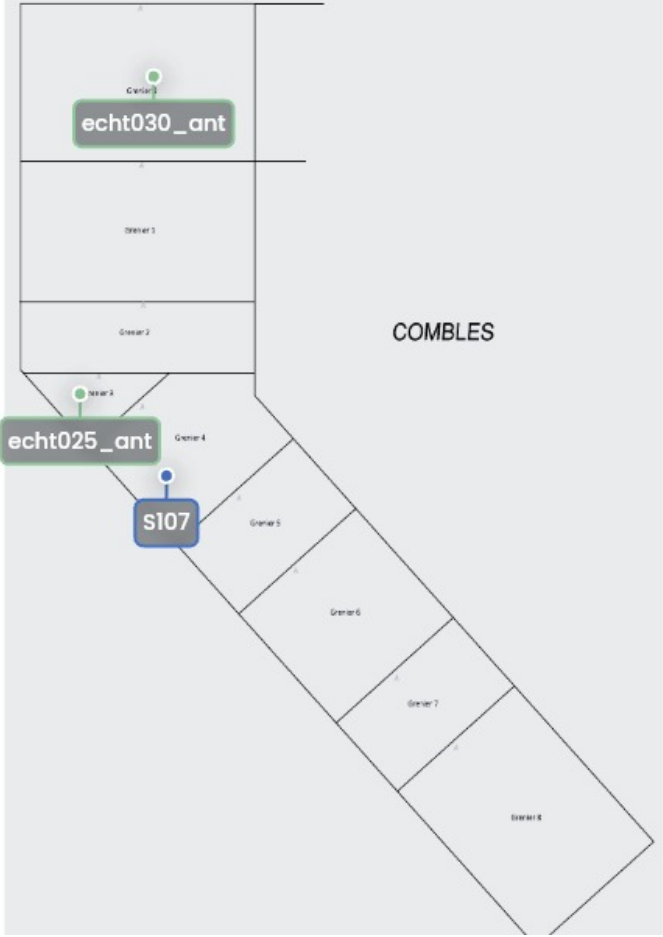 echt030_ant
Grenier 1
Grenier 2
COMBLES
echt025_ant
Grenier 4
S107
Grenier 5
Grenier 6
Grenier 7
Grenier 8